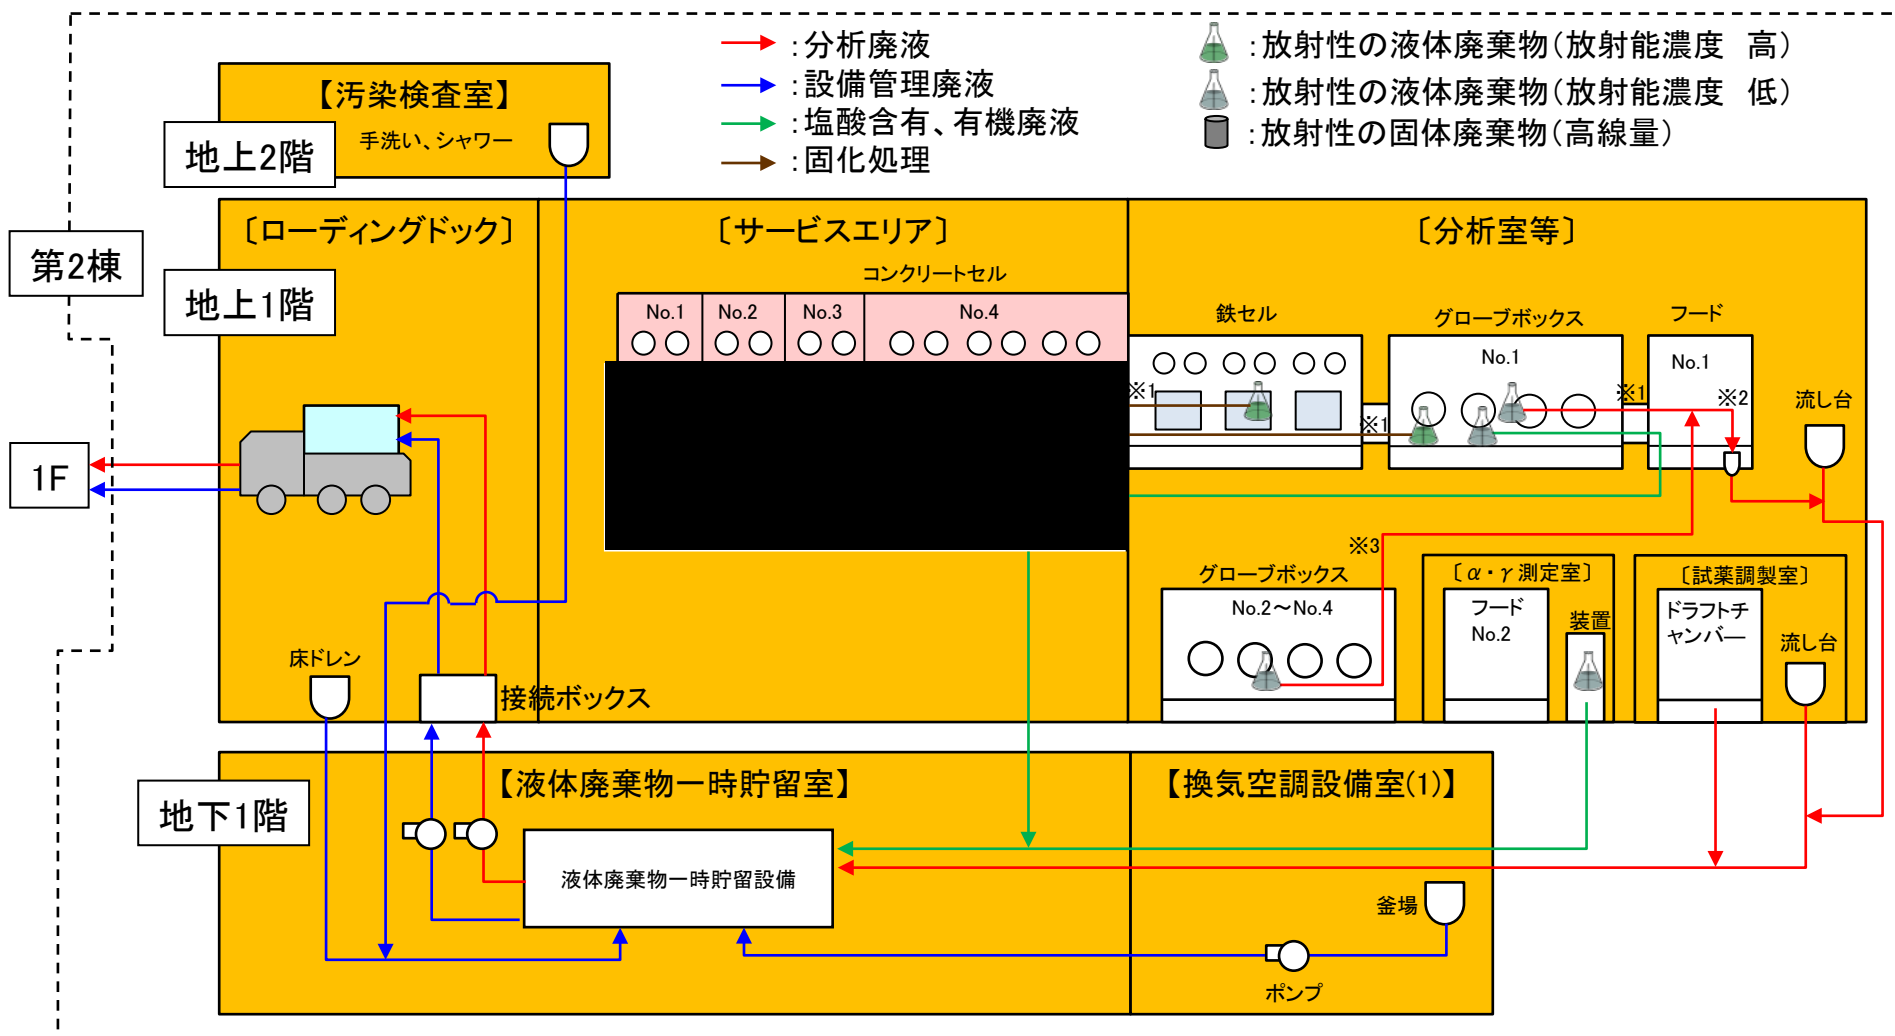 :分析廃液
:設備管理廃液
:塩酸含有、有機廃液
:固化処理
:放射性の液体廃棄物(放射能濃度　高)
:放射性の液体廃棄物(放射能濃度　低)
:放射性の固体廃棄物(高線量)
【汚染検査室】
手洗い、シャワー
地上2階
第2棟
〔ローディングドック〕
〔サービスエリア〕
〔分析室等〕
地上1階
コンクリートセル
No.1
No.2
No.3
No.4
鉄セル
グローブボックス
No.1
フード
No.1
※1
※1
※1
※2
流し台
1F
※3
グローブボックス
No.2～No.4
〔α・γ測定室〕
フード
No.2
装置
〔試薬調製室〕
ドラフトチ
ャンバー
流し台
床ドレン
接続ボックス
地下1階
【液体廃棄物一時貯留室】
【換気空調設備室(1)】
液体廃棄物一時貯留設備
釜場
ポンプ